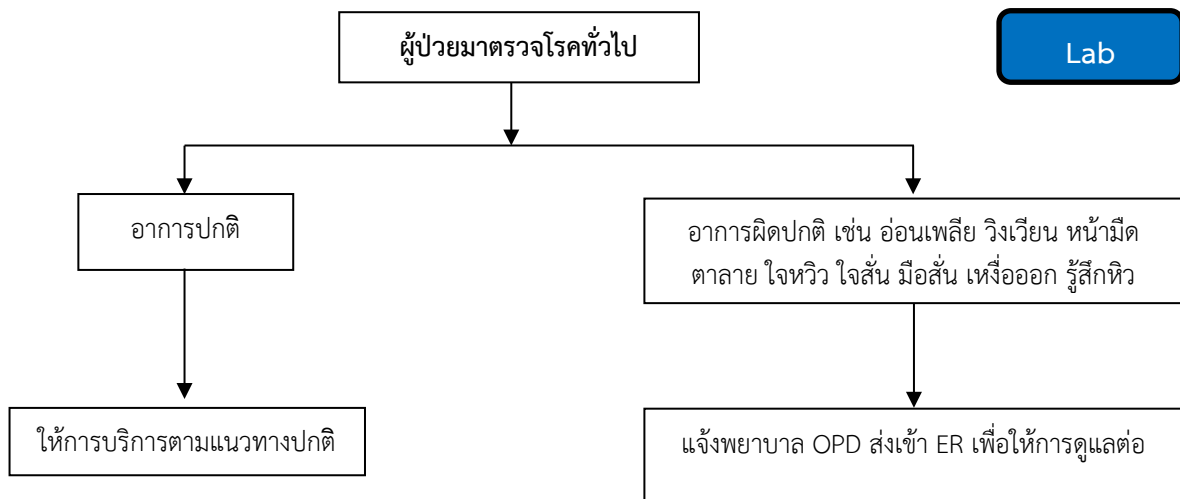 ผู้ป่วยมาตรวจโรคทั่วไป
Lab
อาการปกติ
อาการผิดปกติ เช่น อ่อนเพลีย วิงเวียน หน้ามืด
ตาลาย ใจหวิว ใจสั่น มือสั่น เหงื่อออก รู้สึกหิว
ให้การบริการตามแนวทางปกติ
แจ้งพยาบาล OPD ส่งเข้า ER เพื่อให้การดูแลต่อ